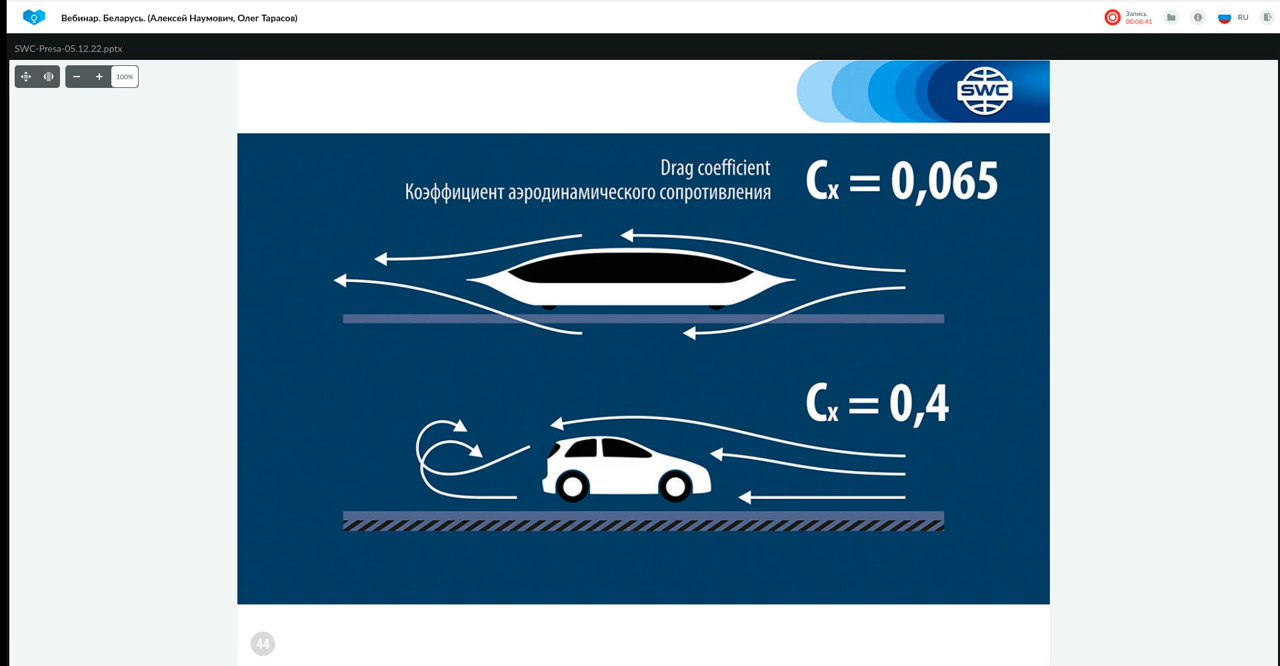 Вебинар. Беларусь. (Алексей Наумович, Олег Тарасов)
Запись
00:08:41
RU
SWC-Presa-05.12.22.pptx
100%
SWC
Drag coefficient
Коэффициент аэродинамического сопротивления
Cx = 0,065
Cx = 0,4
44